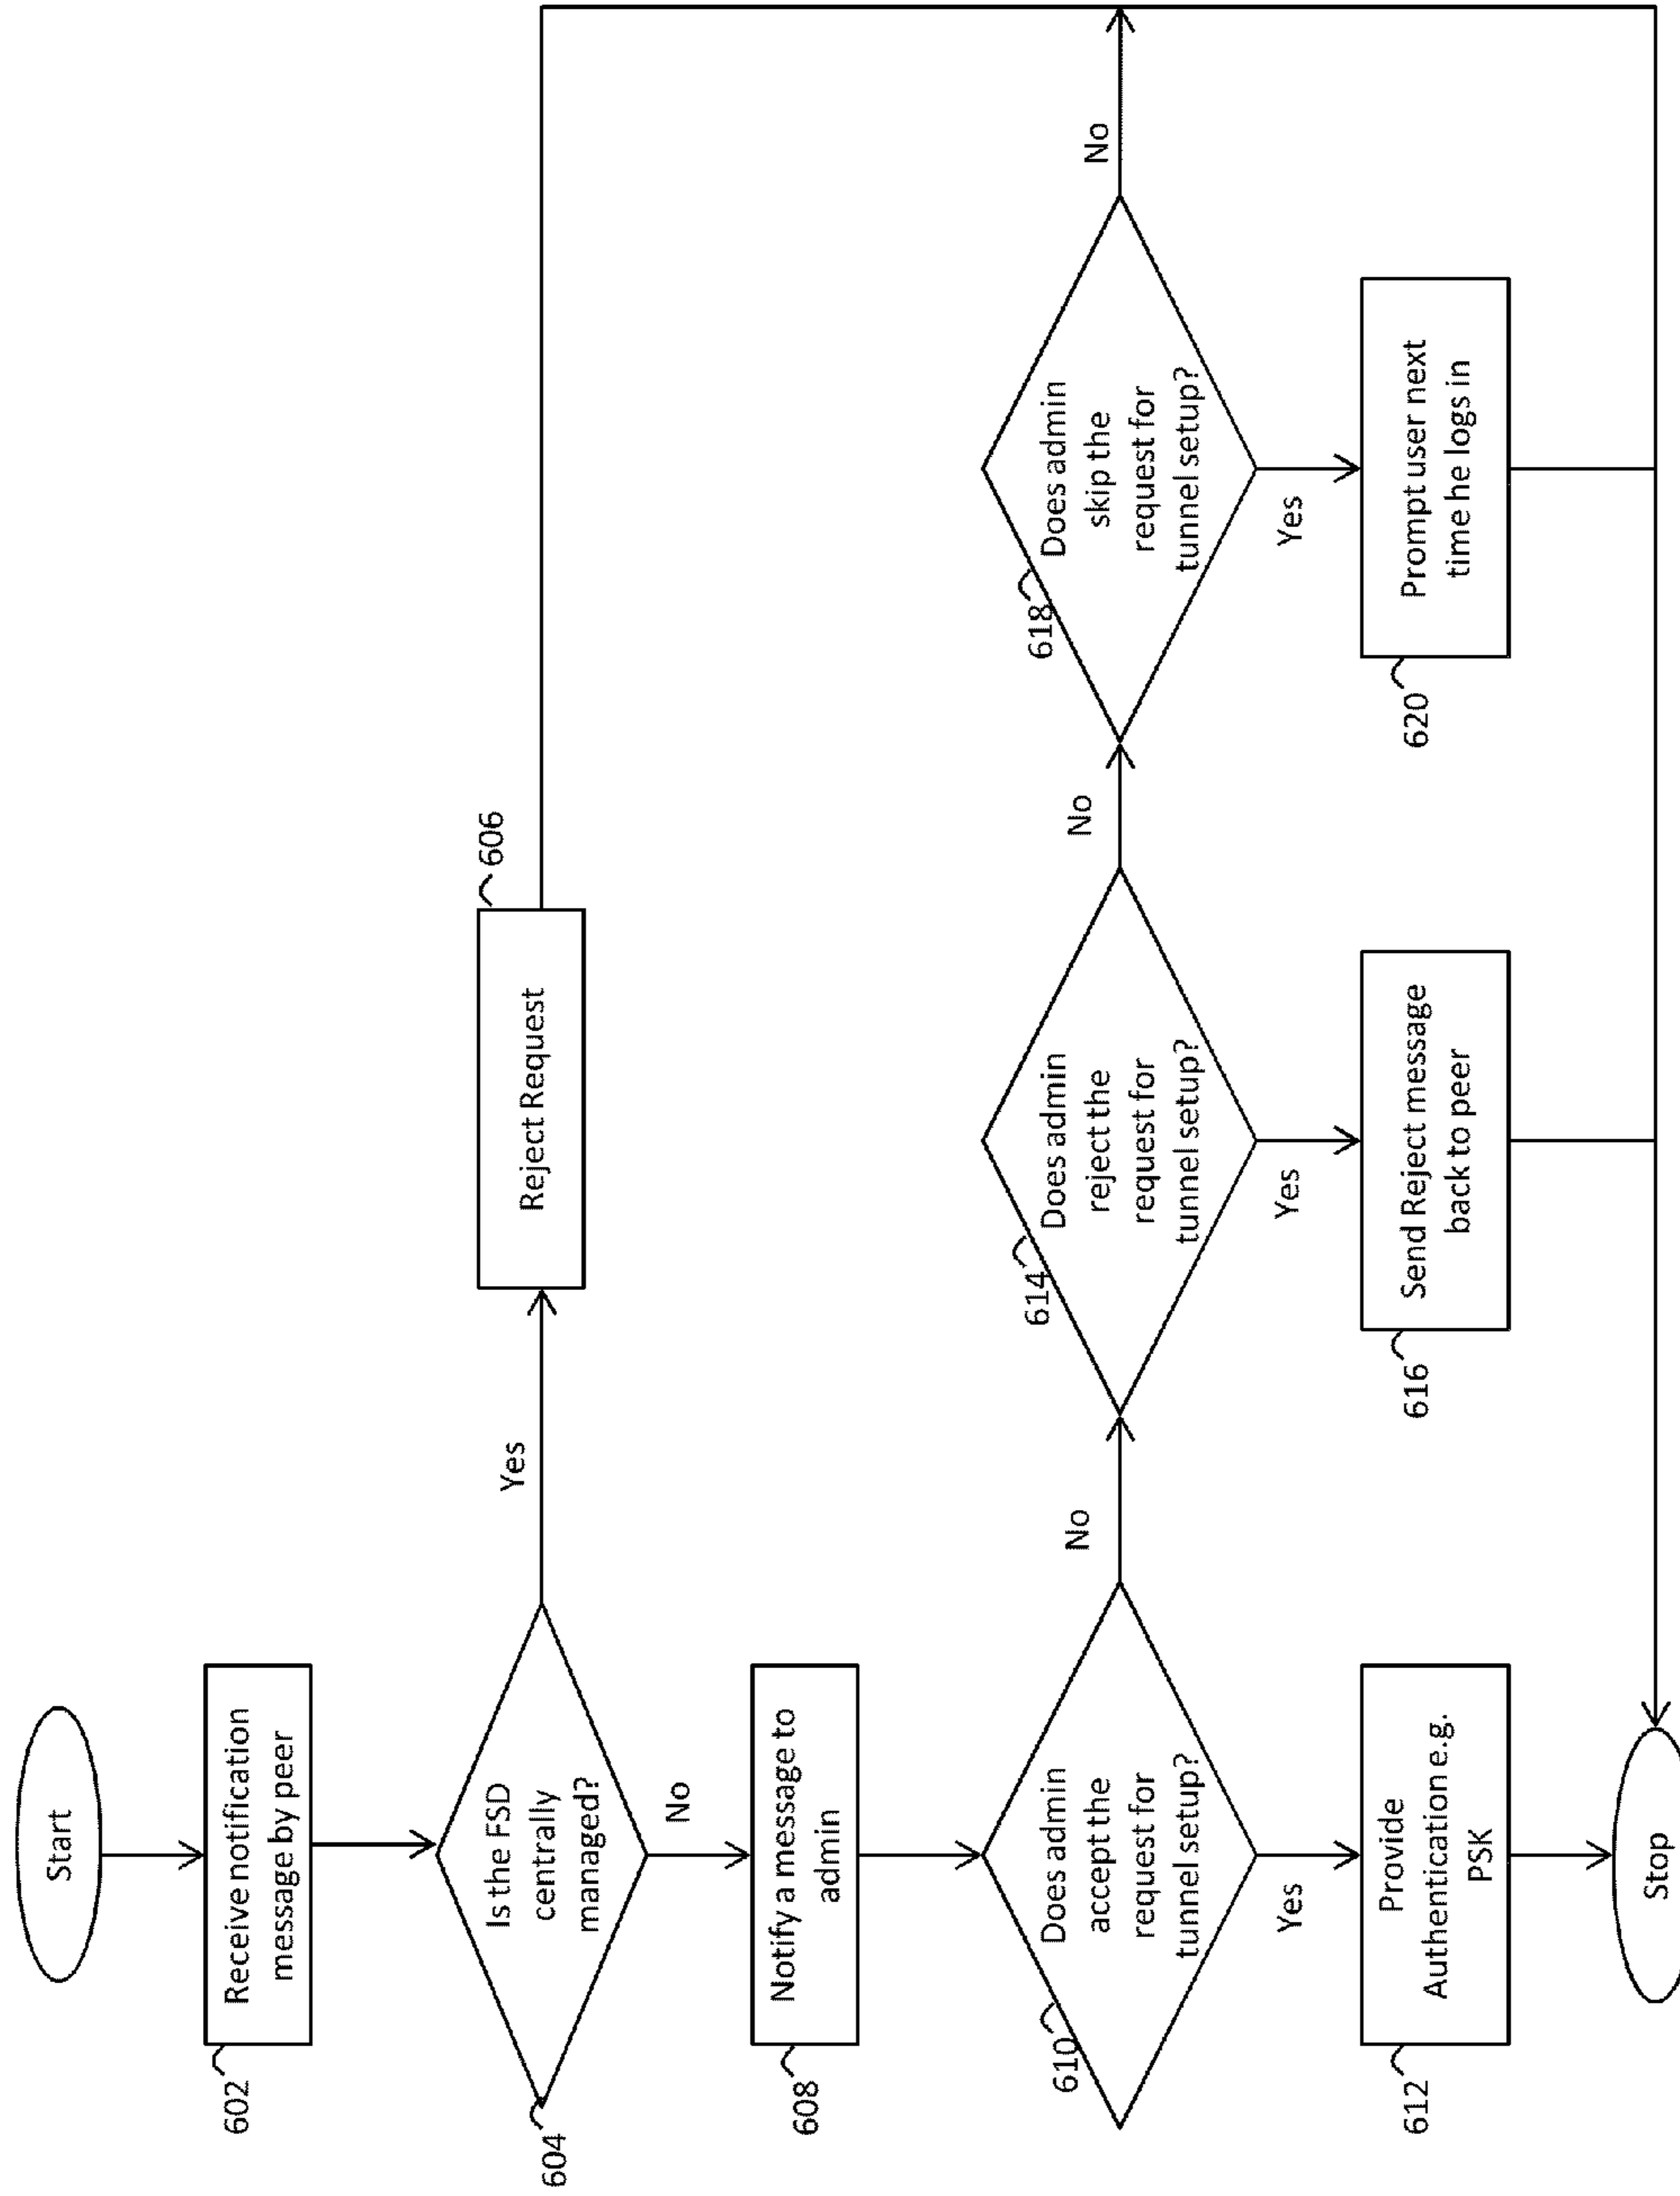 Start
602
Receive notification
message by peer
604
Is the FSD
centrally
managed?
Yes
606
Reject Request
No
608
Notify a message to
admin
610
Does admin
accept the
request for
tunnel setup?
No
614
Does admin
reject the
request for
tunnel setup?
No
618
Does admin
skip the
request for
tunnel setup?
No
Yes
Yes
Yes
612
Provide
Authentication e.g.
PSK
616
Send Reject message
back to peer
620
Prompt user next
time he logs in
Stop